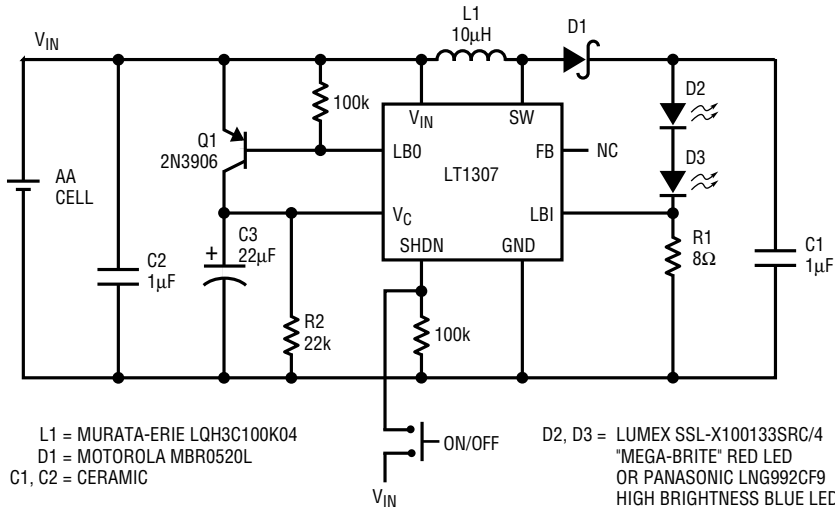 L1
10µH
D1
VIN
100k
VIN
SW
D2
Q1
2N3906
LB0
FB
NC
LT1307
D3
AA
CELL
VC
LBI
C3
22µF
+
SHDN
GND
R1
8Ω
C1
1µF
C2
1µF
R2
22k
100k
L1 = MURATA-ERIE LQH3C100K04
D1 = MOTOROLA MBR0520L
C1, C2 = CERAMIC
ON/OFF
VIN
D2, D3 = LUMEX SSL-X100133SRC/4
"MEGA-BRITE" RED LED
OR PANASONIC LNG992CF9
HIGH BRIGHTNESS BLUE LED